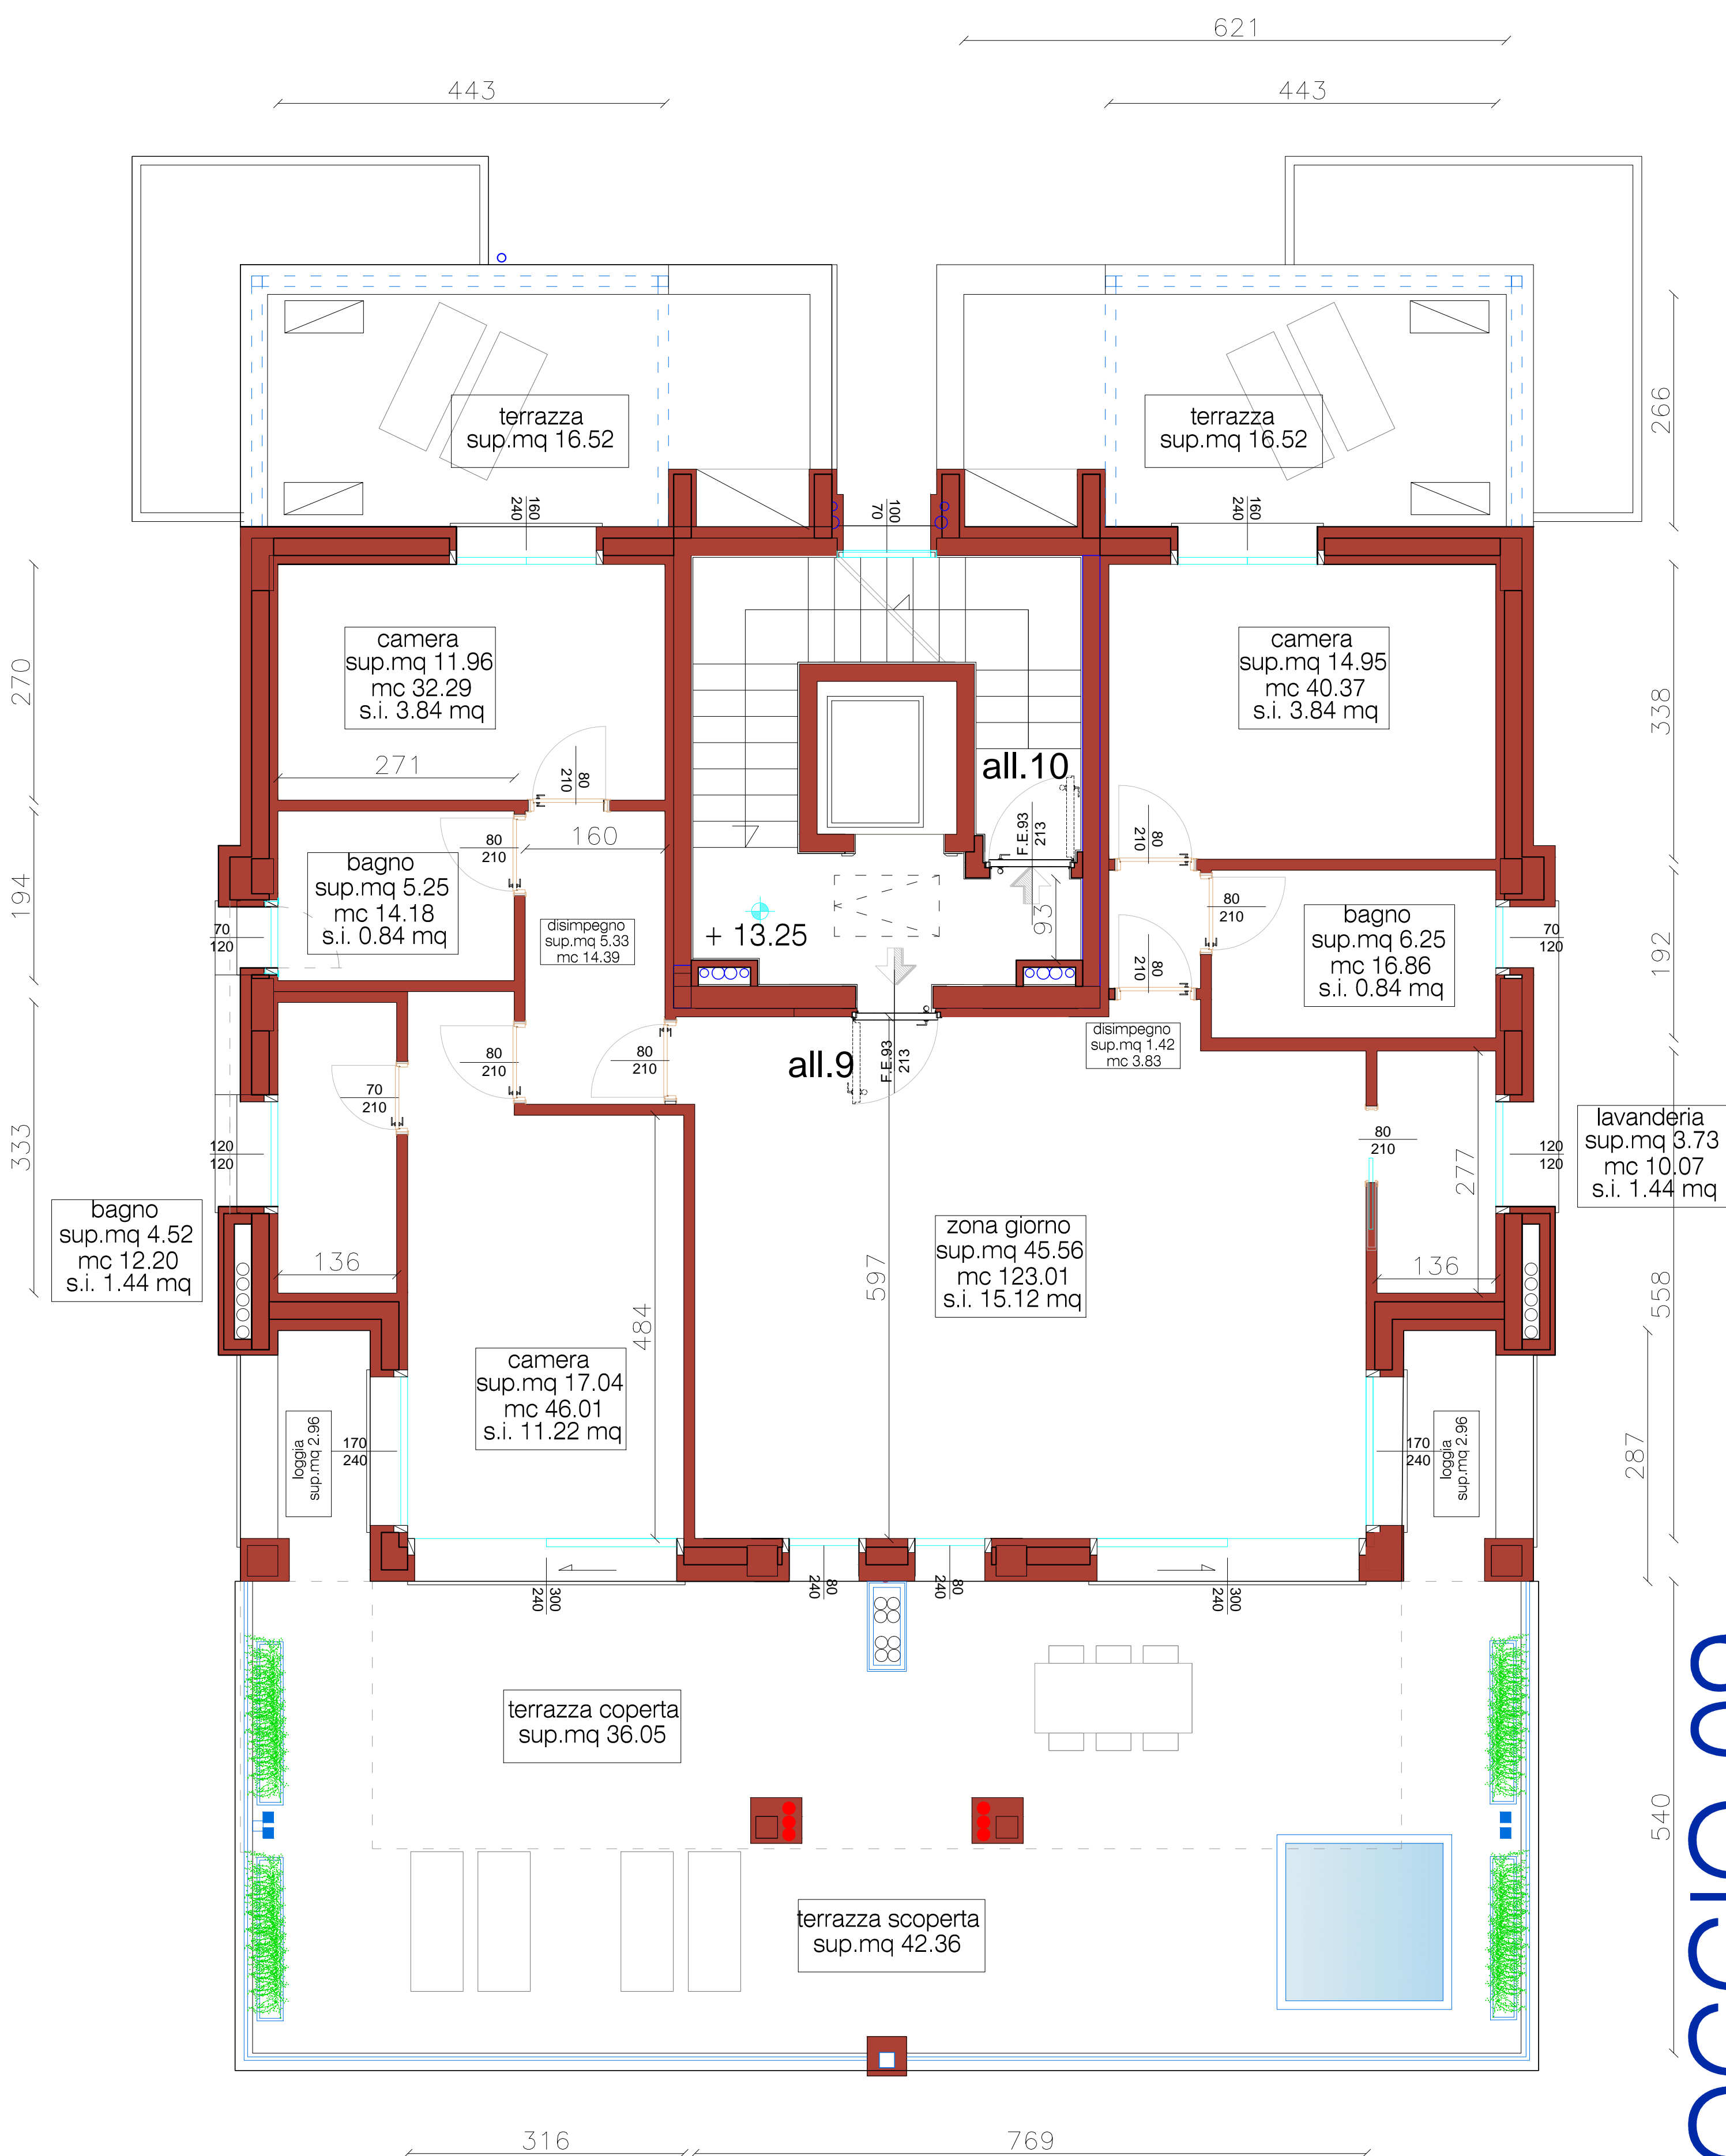 621
443
443
266
terrazza
sup.mq 16.52
terrazza
sup.mq 16.52
160
240
100
70
160
240
camera
sup.mq 11.96
mc 32.29
s.i. 3.84 mq
camera
sup.mq 14.95
mc 40.37
s.i. 3.84 mq
270
338
271
80
210
all.10
F.E.93
213
80
210
160
80
210
bagno
sup.mq 5.25
mc 14.18
s.i. 0.84 mq
194
70
120
disimpegno
sup.mq 5.33
mc 14.39
+ 13.25
93
80
210
80
210
bagno
sup.mq 6.25
mc 16.86
s.i. 0.84 mq
70
120
192
disimpegno
sup.mq 1.42
mc 3.83
all.9
F.E.93
213
80
210
80
210
70
210
333
120
120
80
210
277
120
120
lavanderia
sup.mq 3.73
mc 10.07
s.i. 1.44 mq
bagno
sup.mq 4.52
mc 12.20
s.i. 1.44 mq
136
597
zona giorno
sup.mq 45.56
mc 123.01
s.i. 15.12 mq
136
558
484
camera
sup.mq 17.04
mc 46.01
s.i. 11.22 mq
loggia
sup.mq 2.96
170
240
170
240
loggia
sup.mq 2.96
287
300
240
80
240
80
240
300
240
terrazza coperta
sup.mq 36.05
540
terrazza scoperta
sup.mq 42.36
316
769